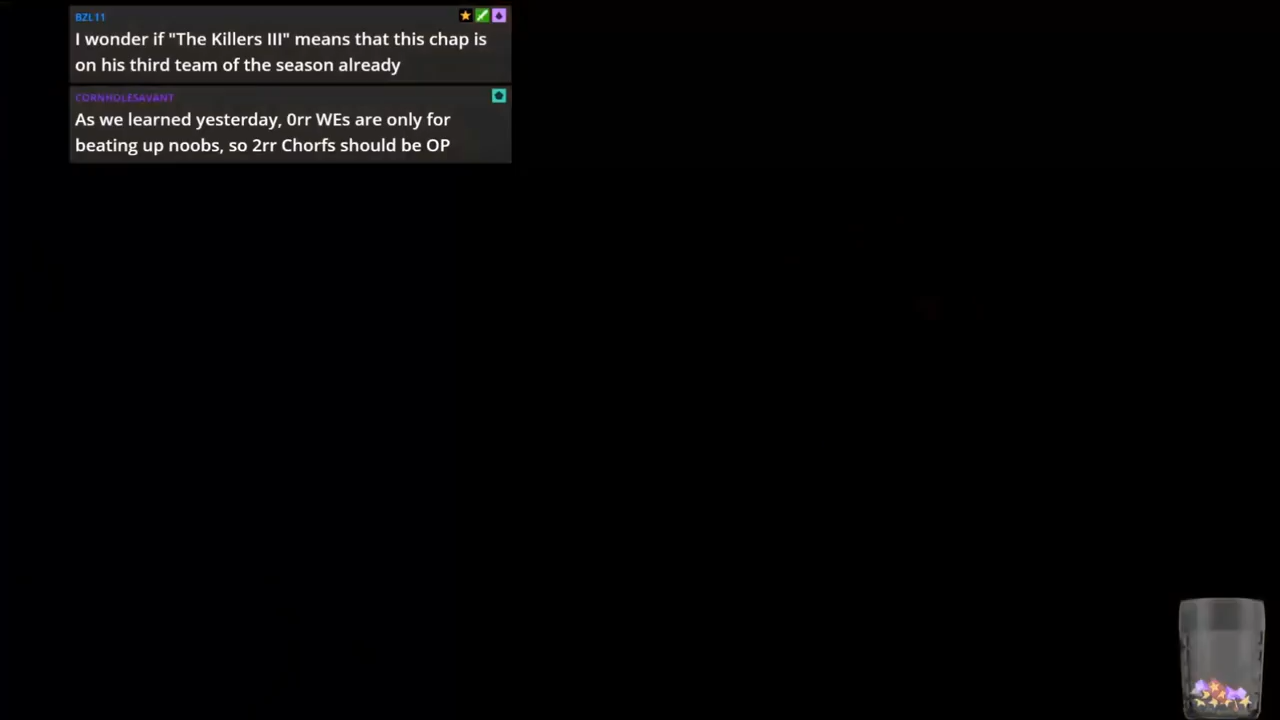 BZL11
I wonder if "The Killers III" means that this chap is
on his third team of the season already
CORNHOLESAVANT
As we learned yesterday, 0rr WEs are only for
beating up noobs, so 2rr Chorfs should be OP